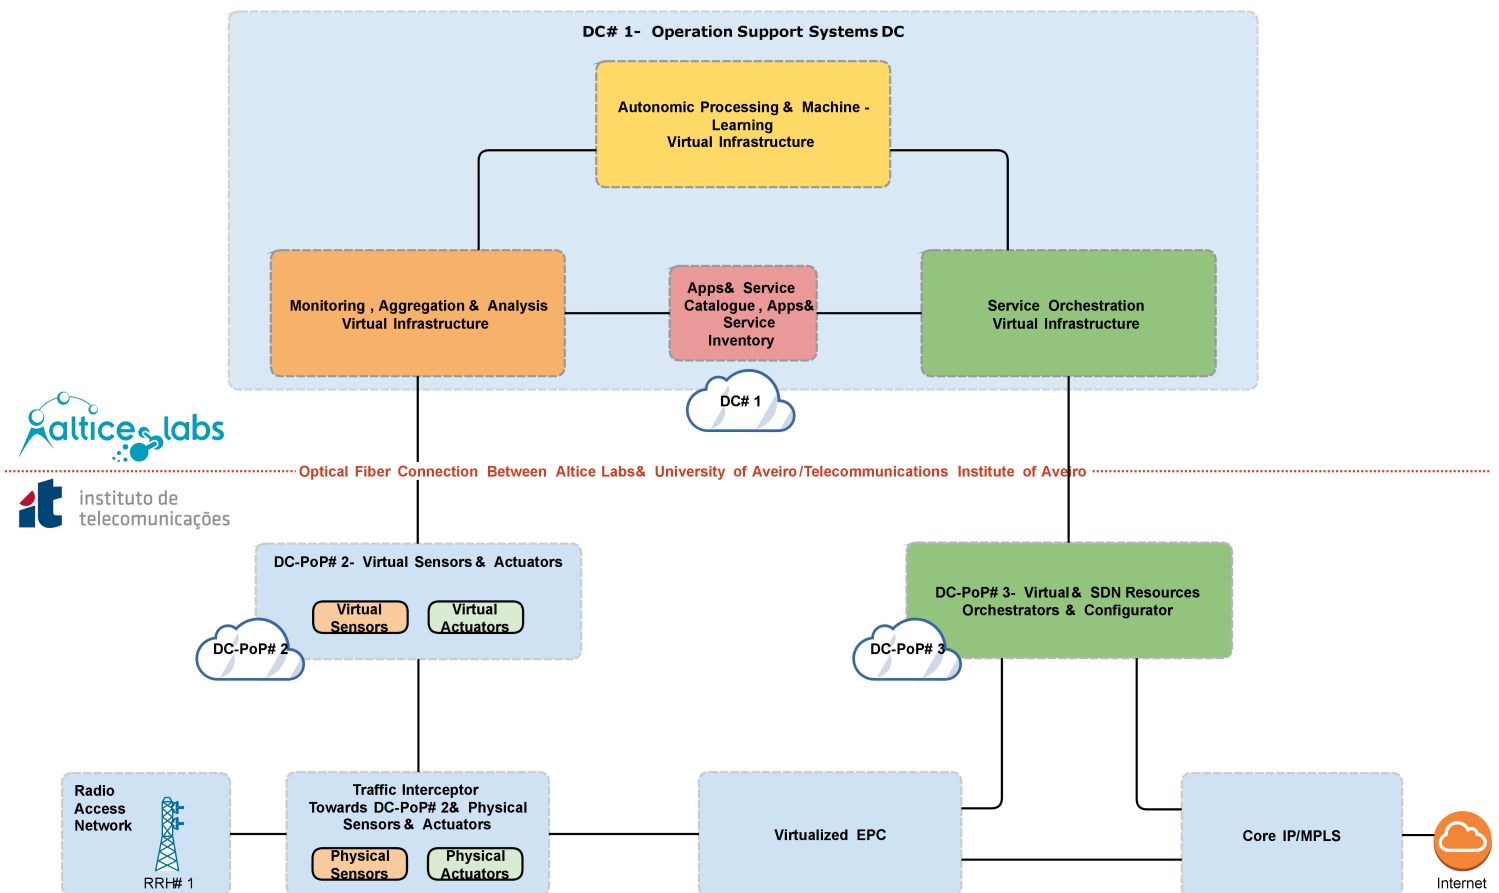 DC# 1- Operation Support Systems DC
Autonomic Processing & Machine -
Learning
Virtual Infrastructure
Monitoring , Aggregation & Analysis
Virtual Infrastructure
Apps& Service
Catalogue , Apps&
Service
Inventory
Service Orchestration
Virtual Infrastructure
DC# 1
altice labs
Optical Fiber Connection Between Altice Labs& University of Aveiro/Telecommunications Institute of Aveiro
it
instituto de
telecomunicações
DC-PoP# 2- Virtual Sensors & Actuators
Virtual
Sensors
Virtual
Actuators
DC-PoP# 2
DC-PoP# 3- Virtual & SDN Resources
Orchestrators & Configurator
DC-PoP# 3
Radio
Access
Network
RRH# 1
Traffic Interceptor
Towards DC-PoP# 2& Physical
Sensors & Actuators
Physical
Sensors
Physical
Actuators
Virtualized EPC
Core IP/MPLS
Internet